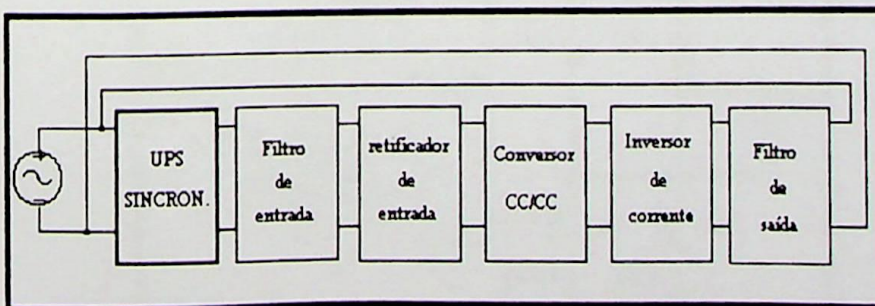 UPS
SINCRON.
Filtro
de
entrada
retificador
de
entrada
Conversor
CC/CC
Inversor
de
corrente
Filtro
de
saída